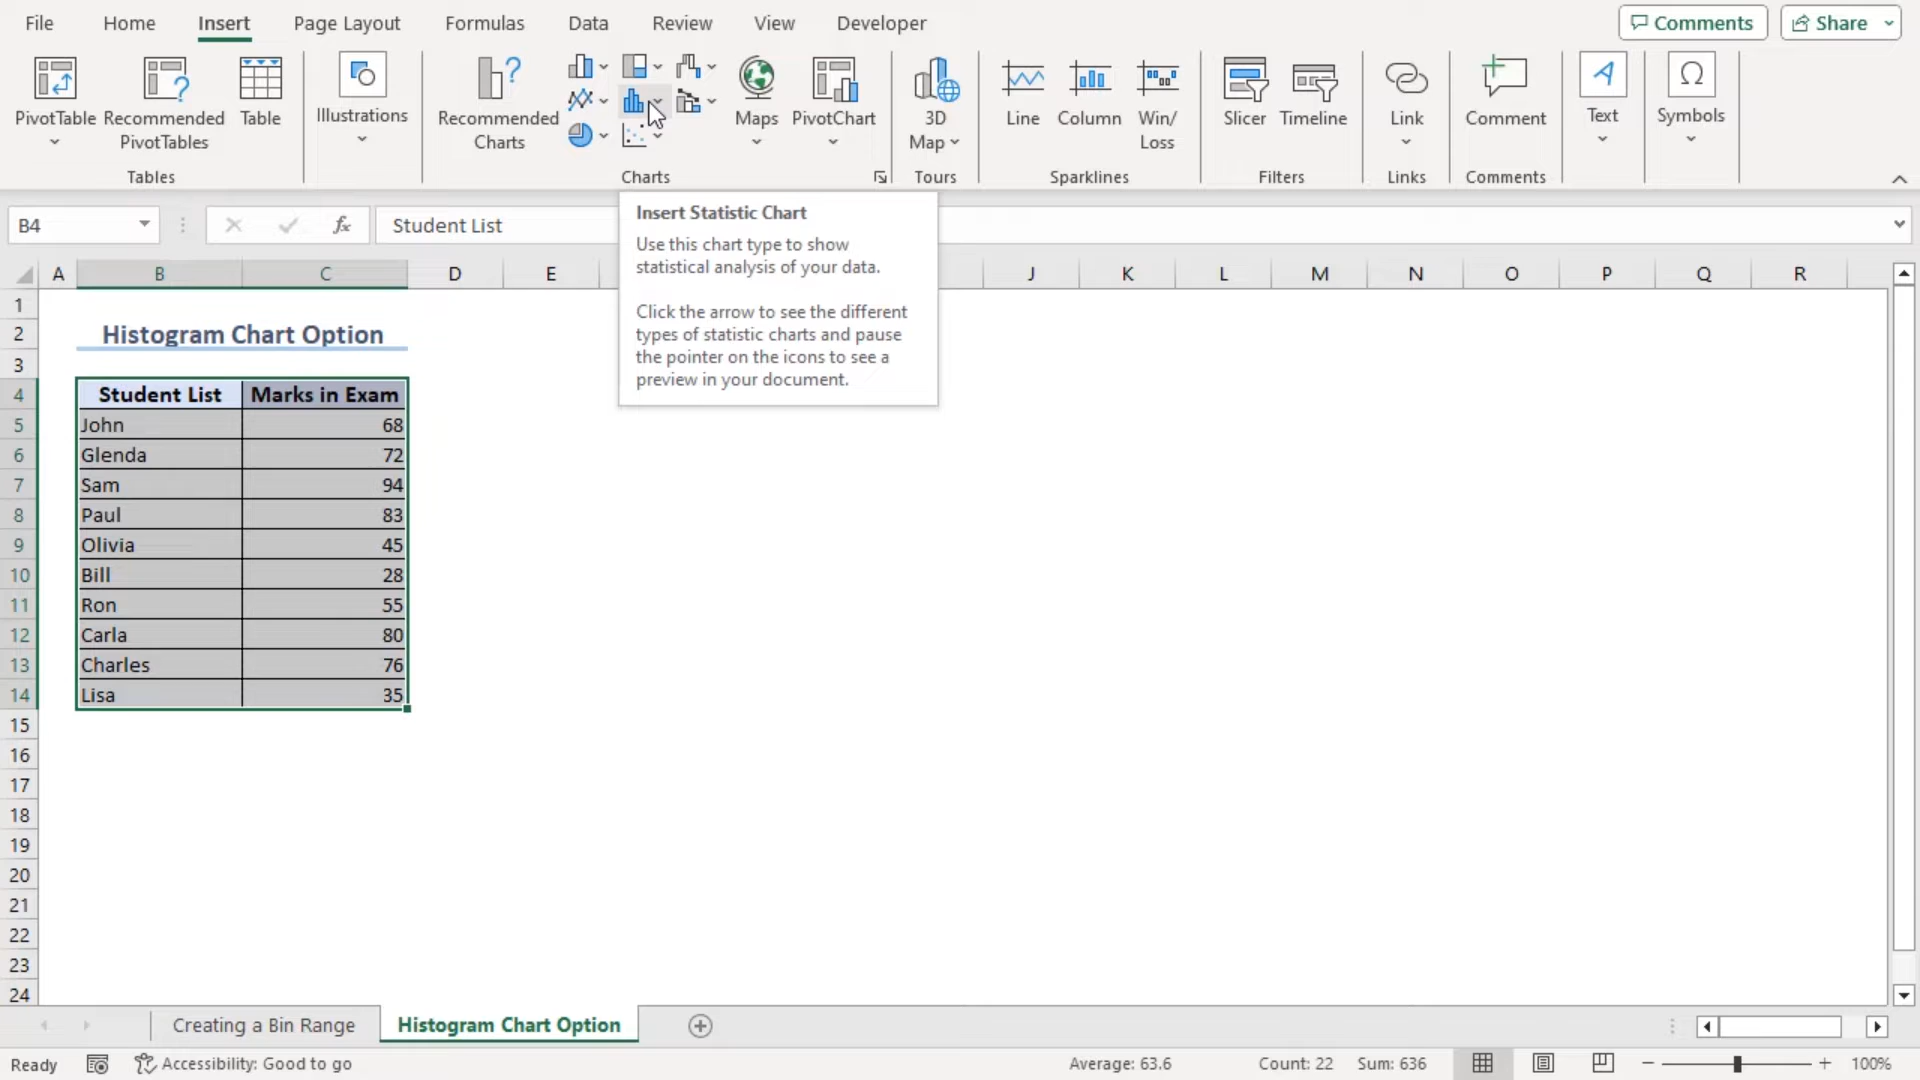 File Home Insert Page Layout Formulas Data Review View Developer Comments Share
PivotTable Recommended PivotTables Table Illustrations Recommended Charts Maps PivotChart 3D Map Line Column Win/ Loss Slicer Timeline Link Comment Text Symbols
Tables Charts Tours Sparklines Filters Links Comments
B4 fx Student List
Insert Statistic Chart
Use this chart type to show
statistical analysis of your data.
Click the arrow to see the different
types of statistic charts and pause
the pointer on the icons to see a
preview in your document.
A B C D E J K L M N O P Q R
1
2 Histogram Chart Option
3
4 Student List Marks in Exam
5 John 68
6 Glenda 72
7 Sam 94
8 Paul 83
9 Olivia 45
10 Bill 28
11 Ron 55
12 Carla 80
13 Charles 76
14 Lisa 35
15
16
17
18
19
20
21
22
23
24
Creating a Bin Range Histogram Chart Option
Ready Accessibility: Good to go Average: 63.6 Count: 22 Sum: 636 100%